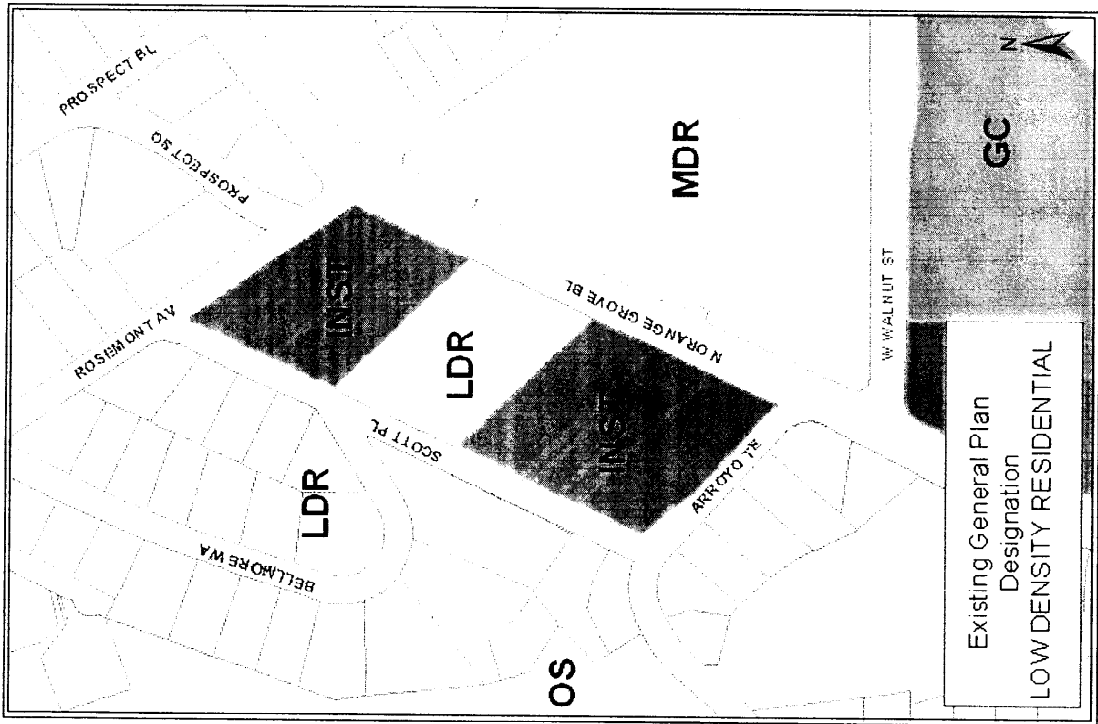 PROSPECT BL
PROSPECT SQ
N
ROSEMONT AV
INST
MDR
GC
LDR
SCOTT PL
N ORANGE GROVE BL
W WALNUT ST
LDR
BELLMORE WA
INST
ARROYO TE
OS
Existing General Plan
Designation
LOW DENSITY RESIDENTIAL